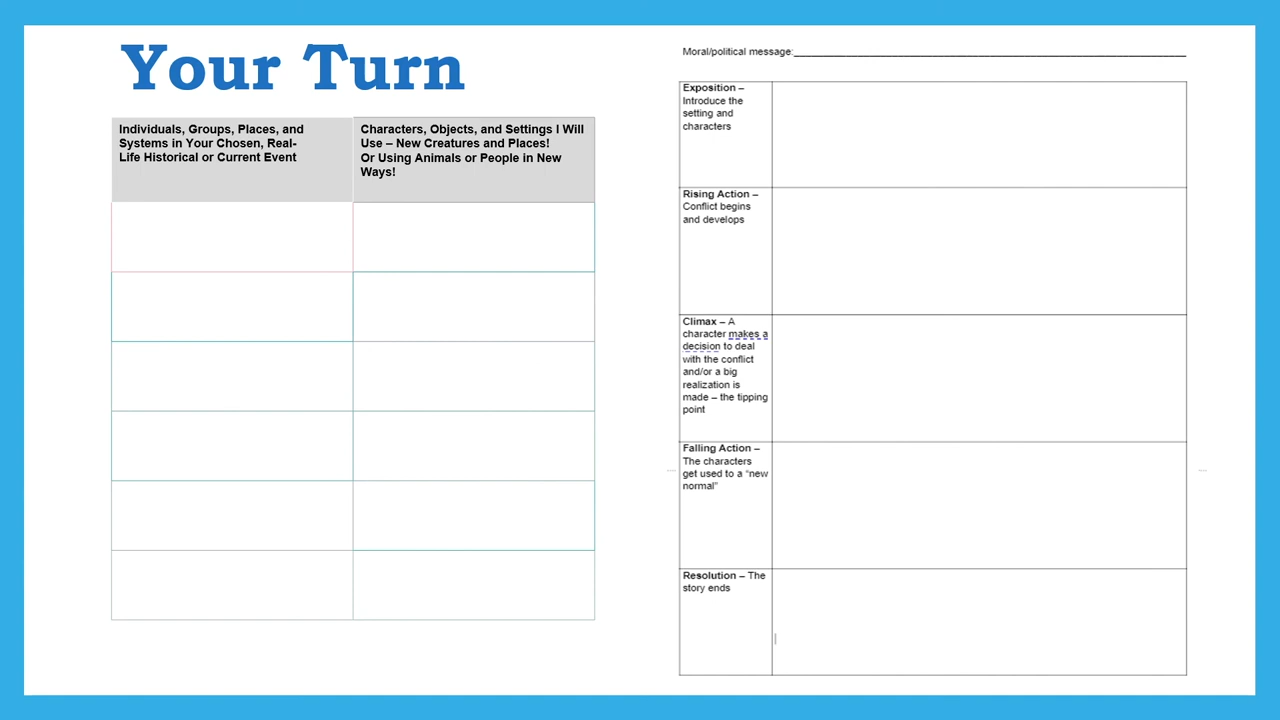 Your Turn
Individuals, Groups, Places, and
Systems in Your Chosen, Real-
Life Historical or Current Event
Characters, Objects, and Settings I Will
Use – New Creatures and Places!
Or Using Animals or People in New
Ways!
Moral/political message:
Exposition –
Introduce the
setting and
characters
Rising Action –
Conflict begins
and develops
Climax – A
character makes a
decision to deal
with the conflict
and/or a big
realization is
made – the tipping
point
Falling Action –
The characters
get used to a “new
normal”
Resolution – The
story ends